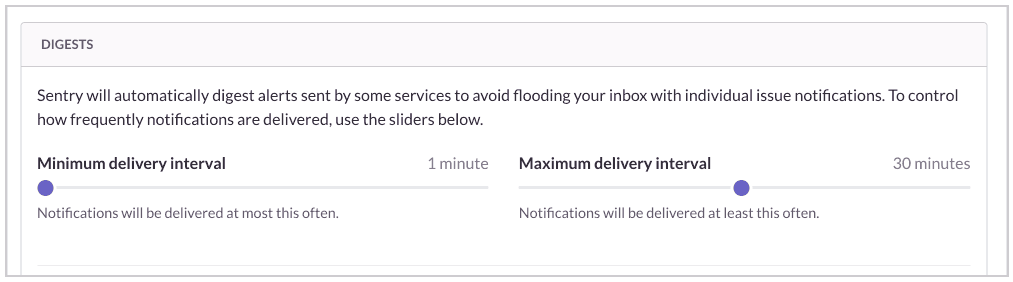 DIGESTS
Sentry will automatically digest alerts sent by some services to avoid flooding your inbox with individual issue notifications. To control
how frequently notifications are delivered, use the sliders below.
Minimum delivery interval 1 minute
Notifications will be delivered at most this often.
Maximum delivery interval 30 minutes
Notifications will be delivered at least this often.